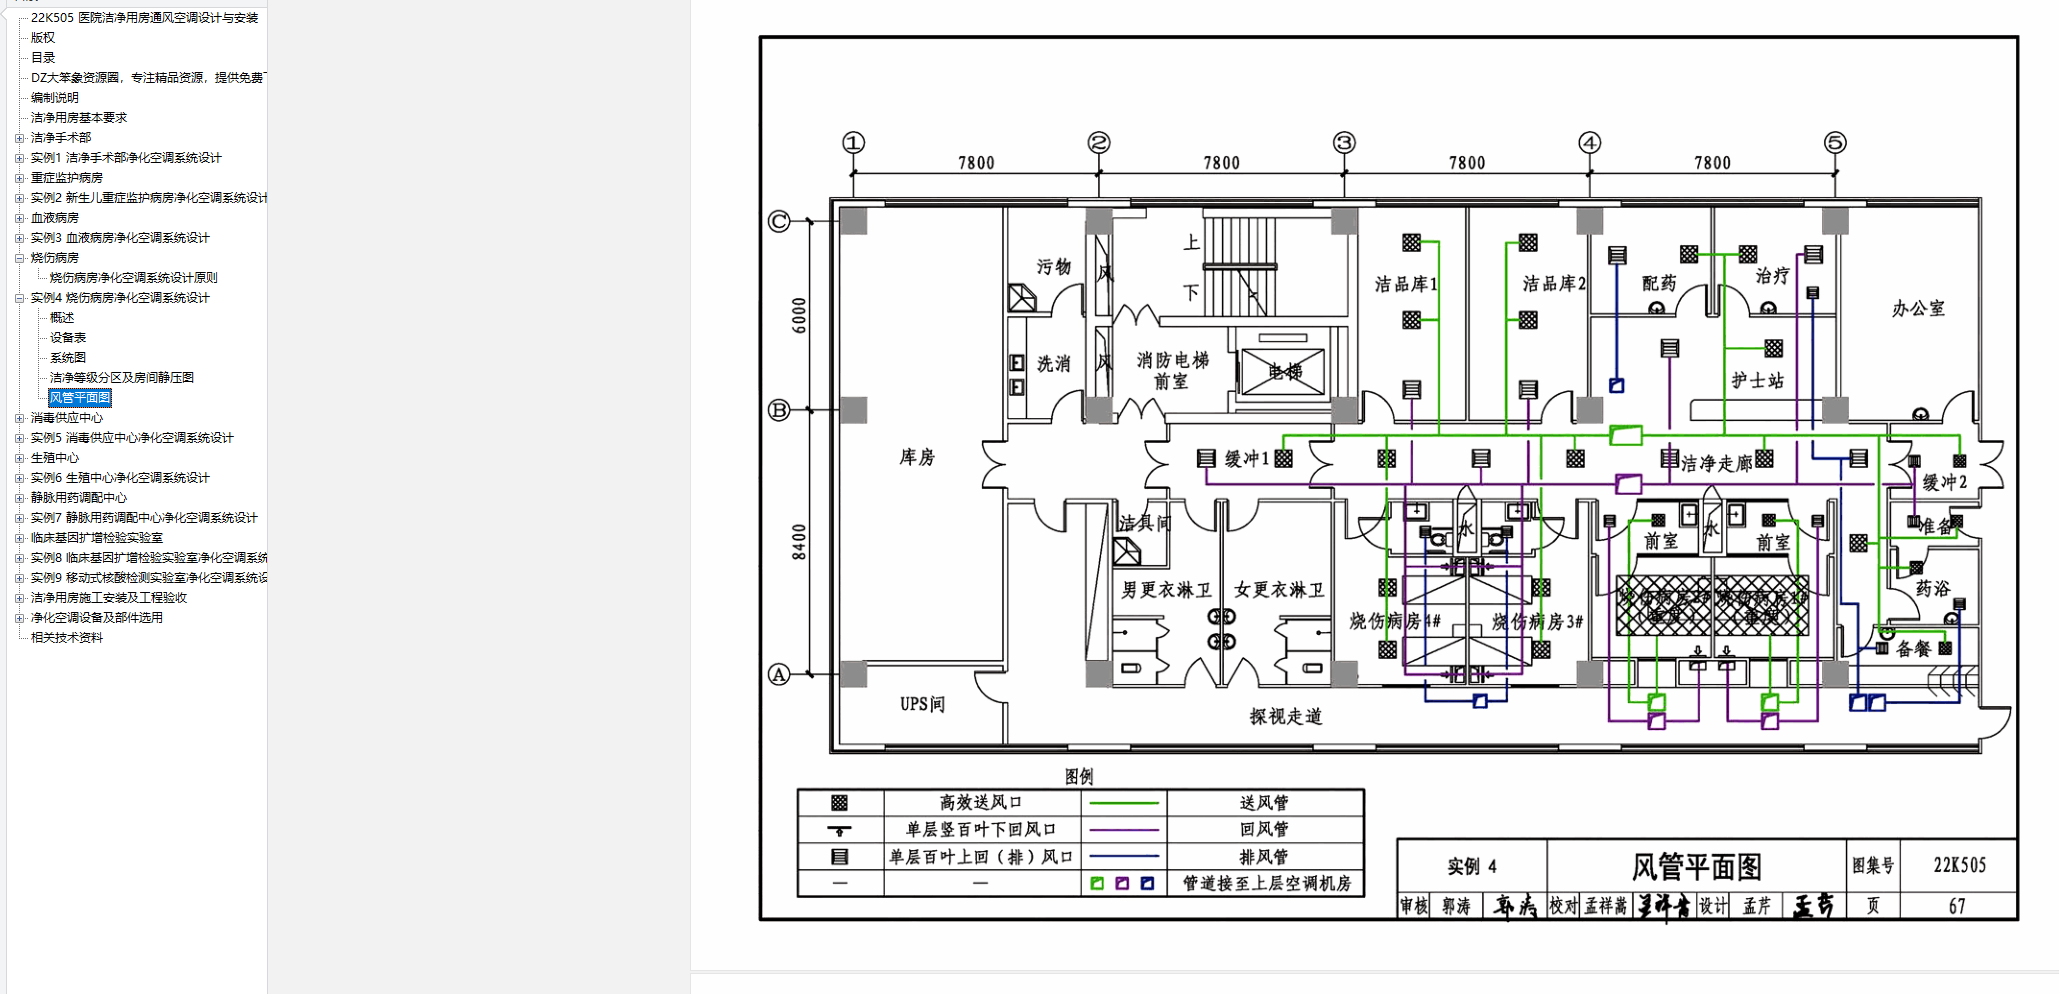 22K505 医院洁净用房通风空调设计与安装
版权
目录
DZ大笨象资源圈，专注精品资源，提供免费下
编制说明
洁净用房基本要求
洁净手术部
实例1 洁净手术部净化空调系统设计
重症监护病房
实例2 新生儿重症监护病房净化空调系统设计
血液病房
实例3 血液病房净化空调系统设计
烧伤病房
烧伤病房净化空调系统设计原则
实例4 烧伤病房净化空调系统设计
概述
设备表
系统图
洁净等级分区及房间静压图
风管平面图
消毒供应中心
实例5 消毒供应中心净化空调系统设计
生殖中心
实例6 生殖中心净化空调系统设计
静脉用药调配中心
实例7 静脉用药调配中心净化空调系统设计
临床基因扩增检验实验室
实例8 临床基因扩增检验实验室净化空调系统
实例9 移动式核酸检测实验室净化空调系统设
洁净用房施工安装及工程验收
净化空调设备及部件选用
相关技术资料
1 2 3 4 5
7800 7800 7800 7800
C
B
A
6000
8400
污物
风
上
下
洁品库1
洁品库2
配药
治疗
办公室
洗消
风
消防电梯
前室
电梯
护士站
库房
缓冲1
洁净走廊
缓冲2
洁具间
水
前室
水
前室
准备
男更衣淋卫
女更衣淋卫
烧伤病房4#
烧伤病房3#
药浴
备餐
UPS间
探视走道
图例
高效送风口 送风管
单层竖百叶下回风口 回风管
单层百叶上回（排）风口 排风管
— — 管道接至上层空调机房
实例 4 风管平面图 图集号 22K505
审核 郭涛 校对 孟祥嵩 设计 孟芹 页 67